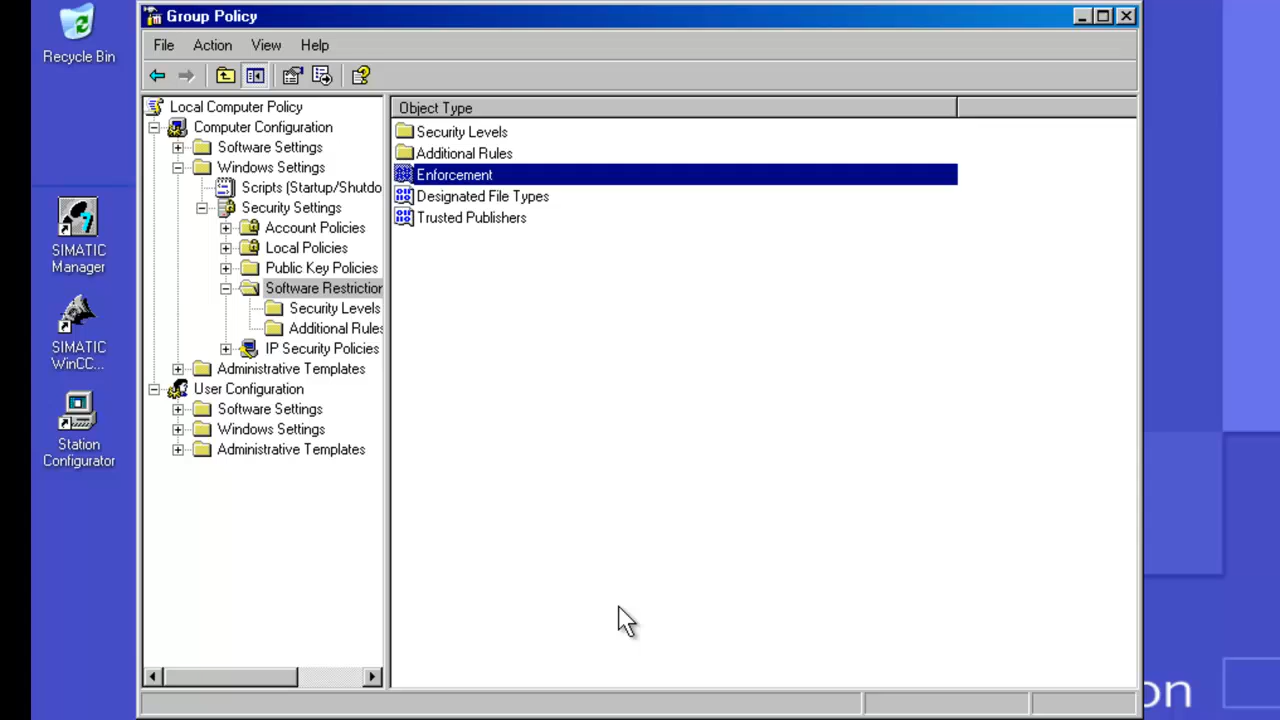 Group Policy
File Action View Help
Local Computer Policy
Computer Configuration
Software Settings
Windows Settings
Scripts (Startup/Shutdo
Security Settings
Account Policies
Local Policies
Public Key Policies
Software Restriction
Security Levels
Additional Rules
IP Security Policies
Administrative Templates
User Configuration
Software Settings
Windows Settings
Administrative Templates
Object Type
Security Levels
Additional Rules
Enforcement
Designated File Types
Trusted Publishers
Recycle Bin
SIMATIC
Manager
SIMATIC
WinCC...
Station
Configurator
on